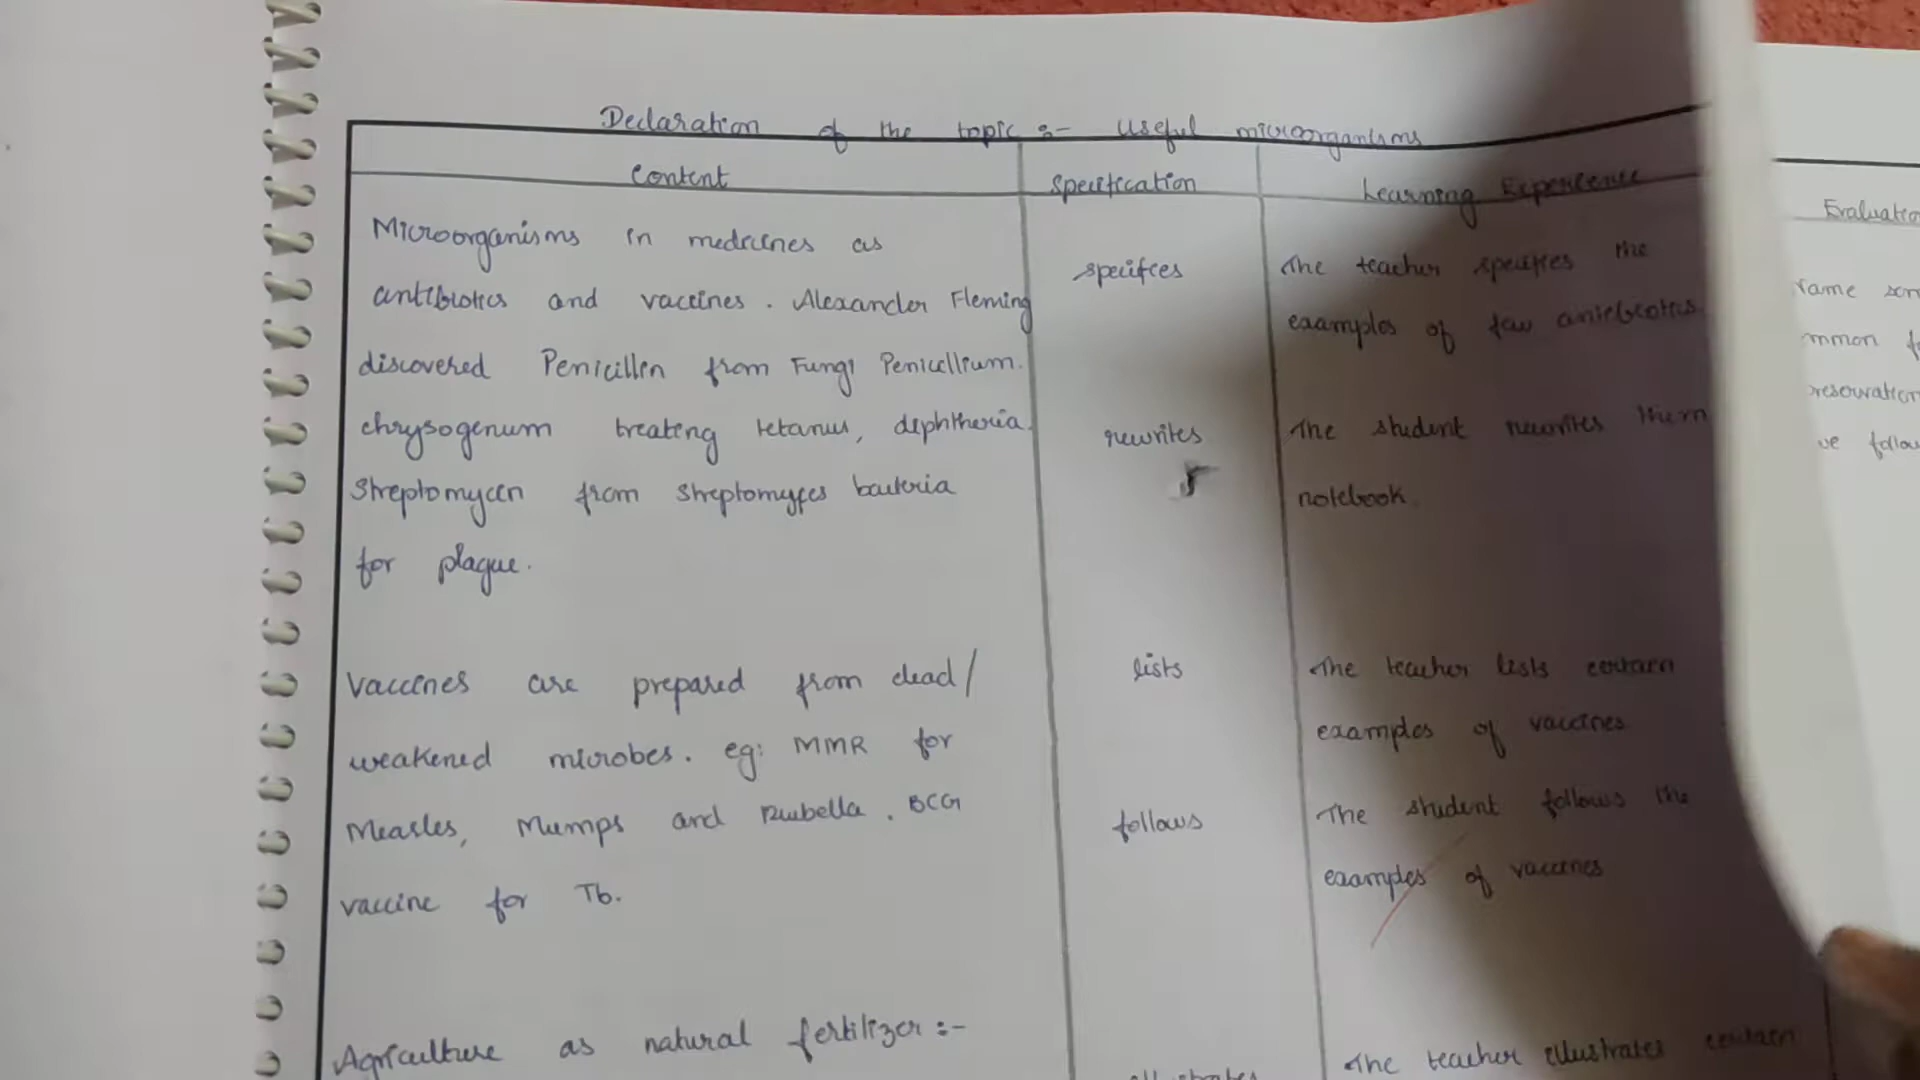 Declaration of the topic :- Useful microorganisms
Content
Specification
Learning Experience
Microorganisms in medicines as
antibiotics and vaccines. Alexander Fleming
discovered Penicillin from Fungi Penicillium.
chrysogenum treating tetanus, diphtheria.
Streptomycin from Streptomyces bacteria
for plague.
Vaccines are prepared from dead/
weakened microbes. eg: MMR for
Measles, Mumps and Rubella. BCG
vaccine for Tb.
Agriculture as natural fertilizer :-
specifies
rewrites
lists
follows
The teacher specifies the
examples of few
The student rewrites them
notebook.
The teacher lists certain
examples of vaccines
The student follows the
examples of vaccines
The teacher illustrates certain
follow